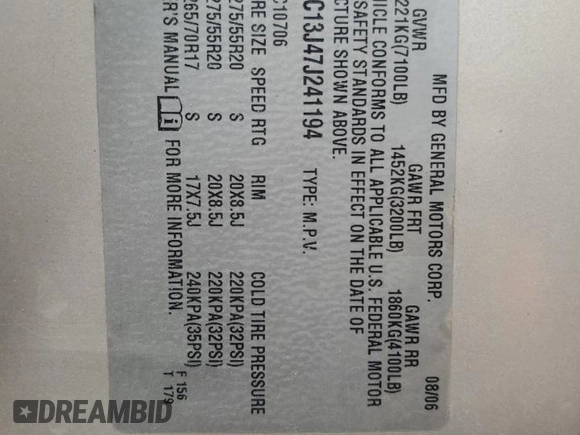 MFD BY GENERAL MOTORS CORP. 08/06
GVWR GAWR FRT GAWR RR
221KG(7100LB) 1452KG(3200LB) 1860KG(4100LB)
HICLE CONFORMS TO ALL APPLICABLE U.S. FEDERAL MOTOR
SAFETY STANDARDS IN EFFECT ON THE DATE OF
CTURE SHOWN ABOVE.
C13J47J241194 TYPE: M.P.V.
C10706
RE SIZE SPEED RTG RIM COLD TIRE PRESSURE
275/55R20 S 20X8.5J 220KPA(32PSI)
275/55R20 S 20X8.5J 220KPA(32PSI)
265/70R17 S 17X7.5J 240KPA(35PSI)
R'S MANUAL i FOR MORE INFORMATION.
F 156
T 179
DREAMBID